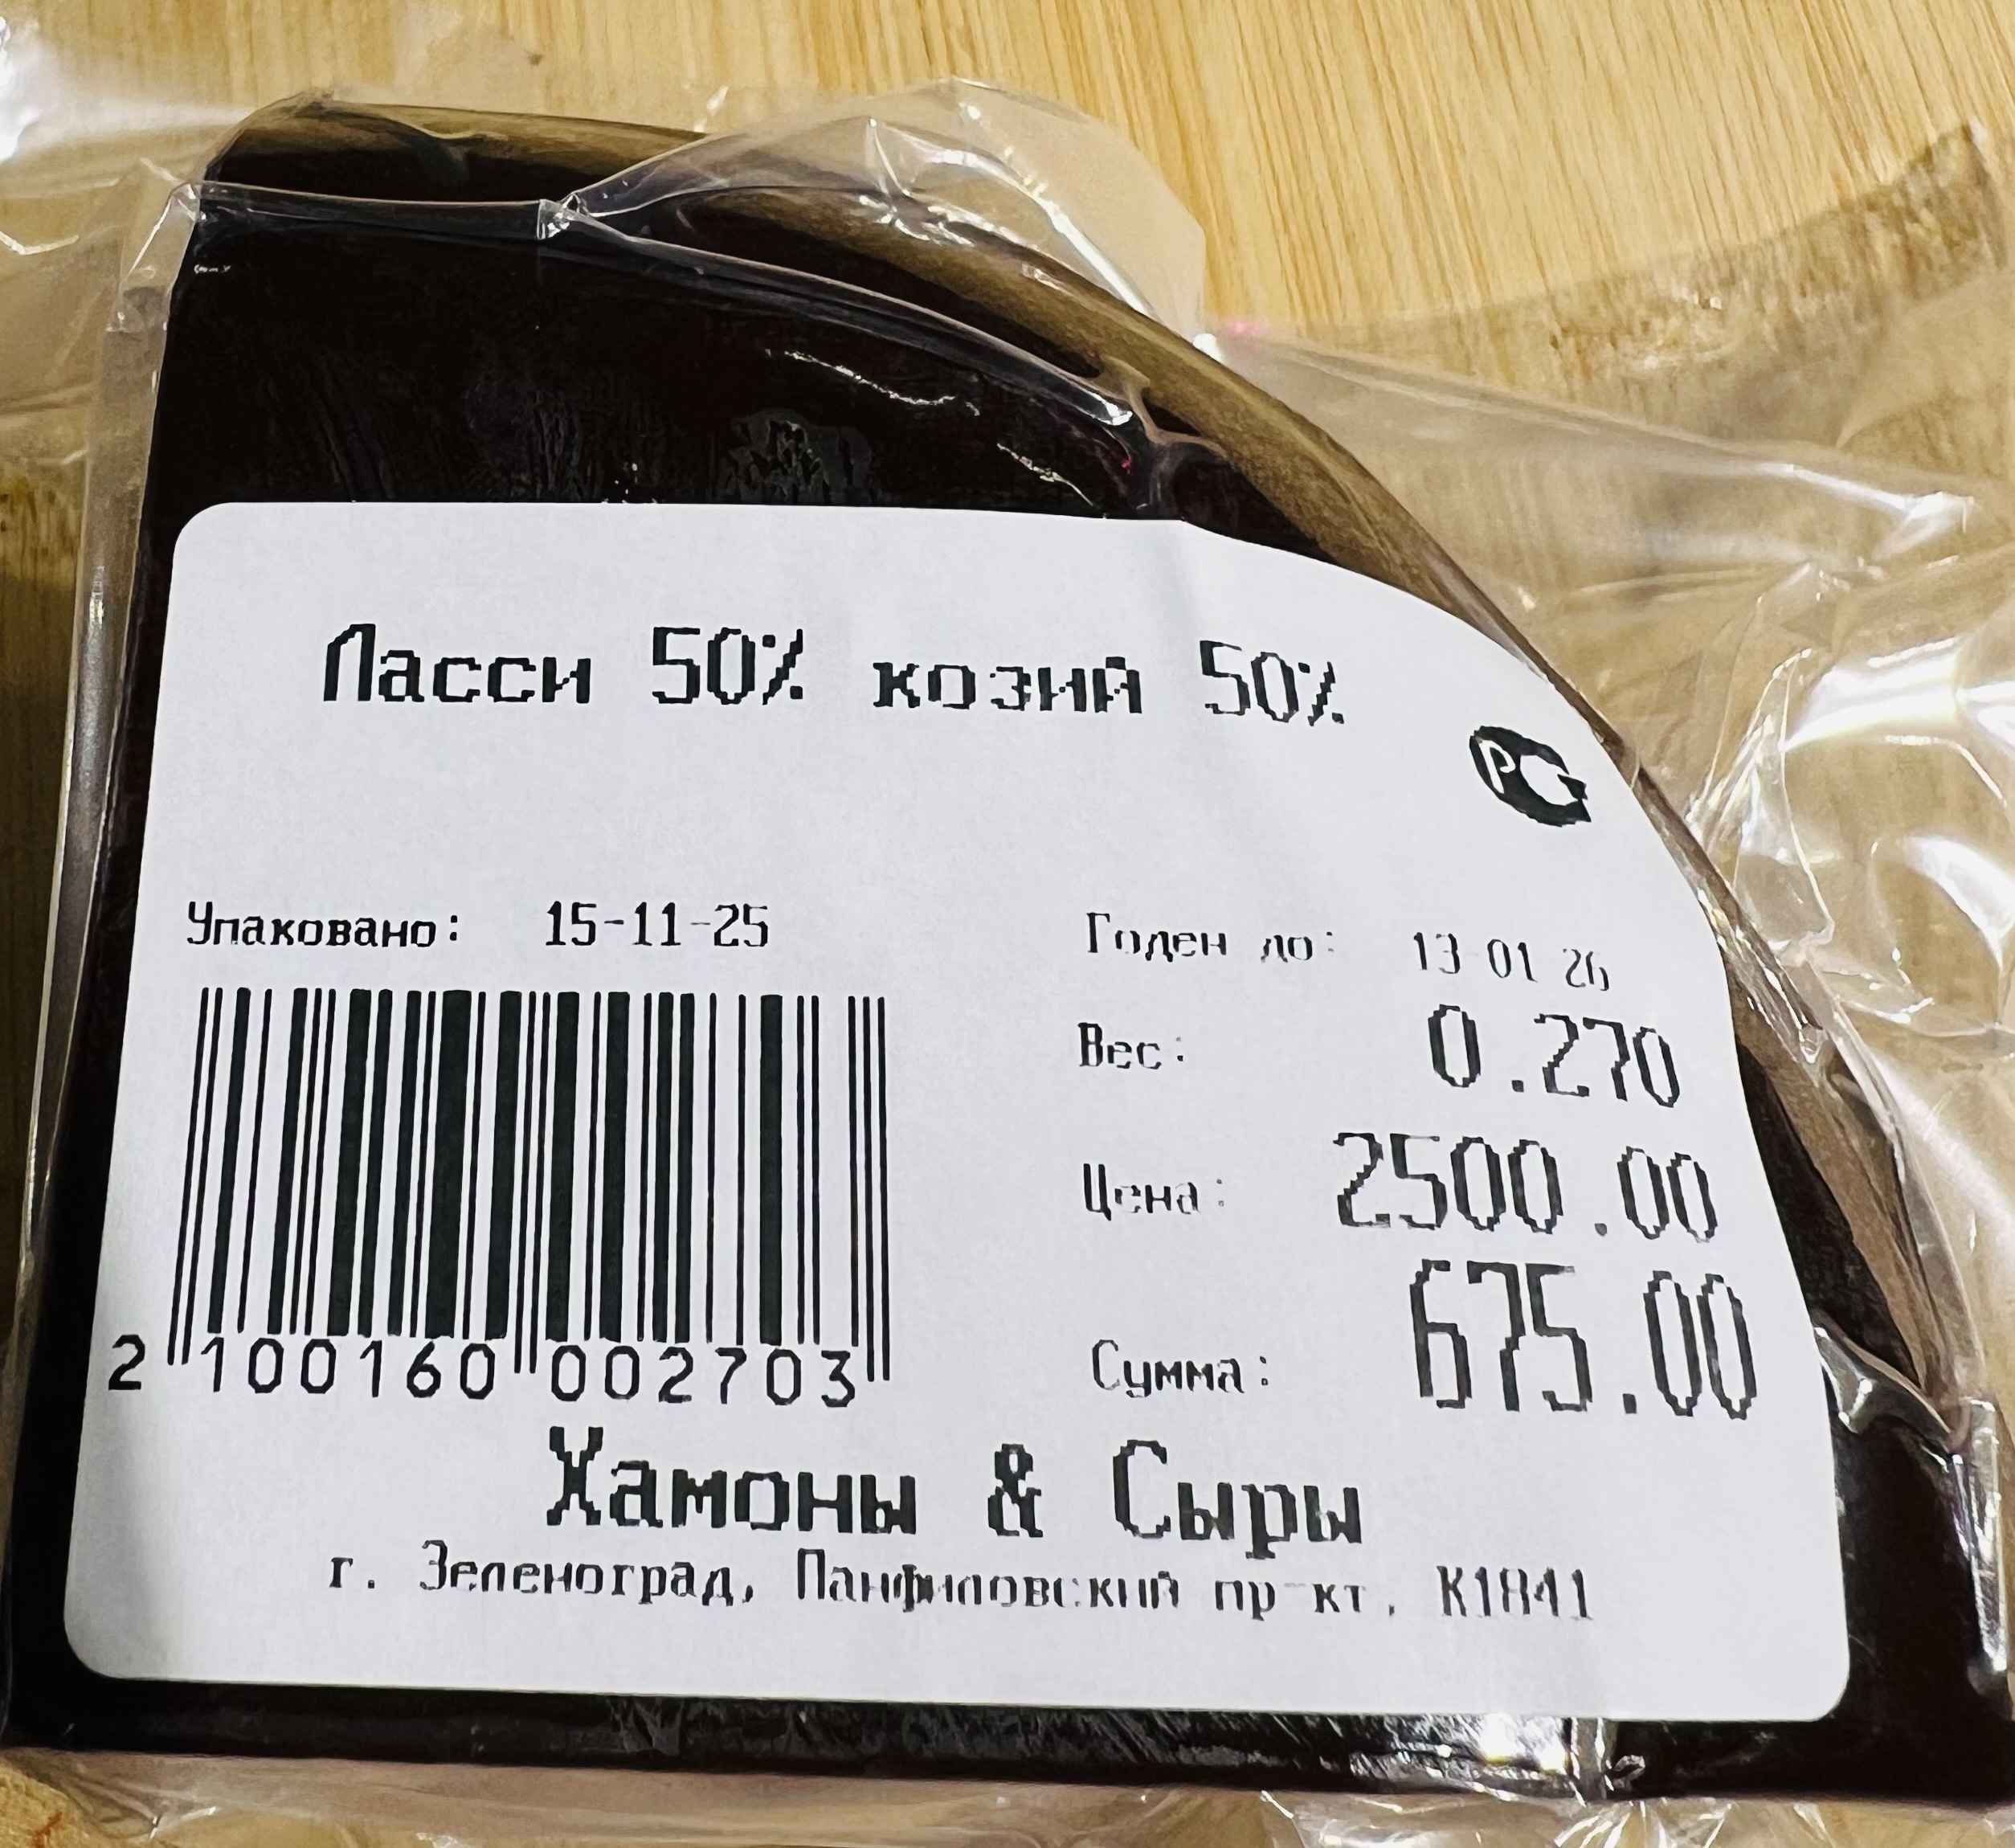 Ласси 50% козий 50%
РС
Упаковано: 15-11-25
Годен до: 13-01-26
Вес: 0.270
Цена: 2500.00
Сумма: 675.00
2 100160 002703
Хамоны & Сыры
г. Зеленоград, Панфиловский пр-кт, К1841